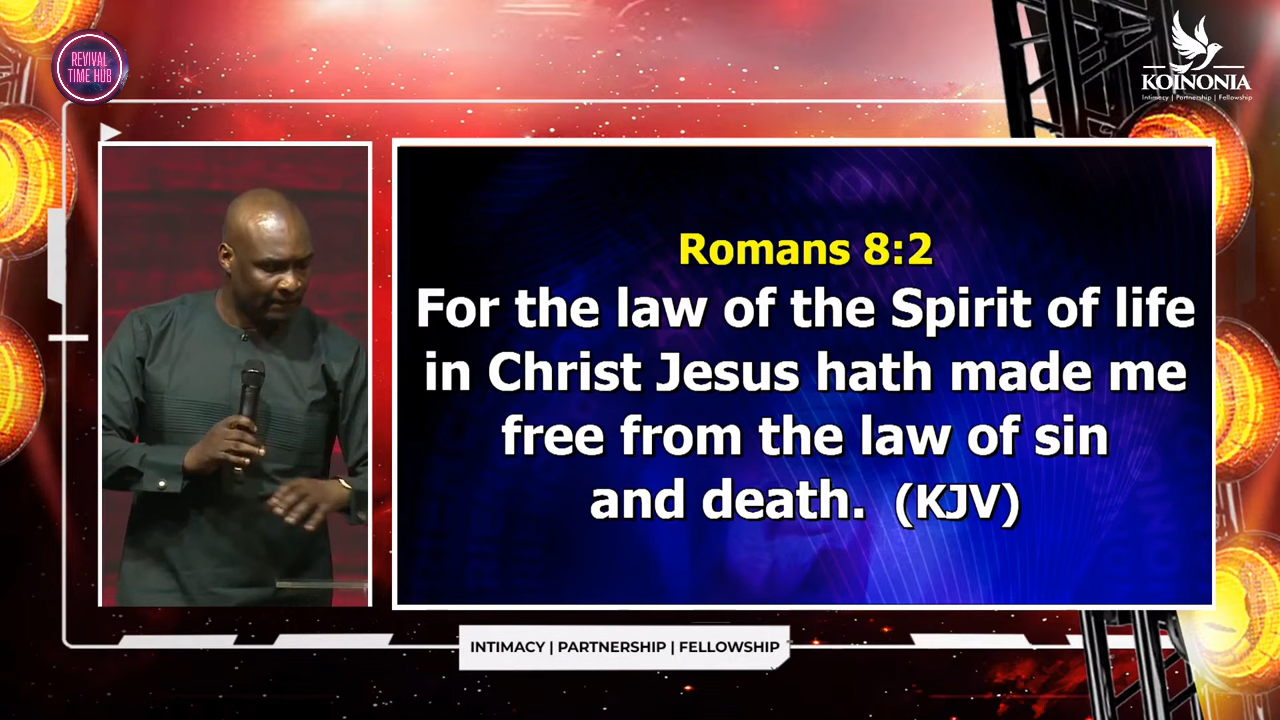 REVIVAL
TIME HUB
KOINONIA
Intimacy | Partnership | Fellowship
Romans 8:2
For the law of the Spirit of life
in Christ Jesus hath made me
free from the law of sin
and death. (KJV)
INTIMACY | PARTNERSHIP | FELLOWSHIP